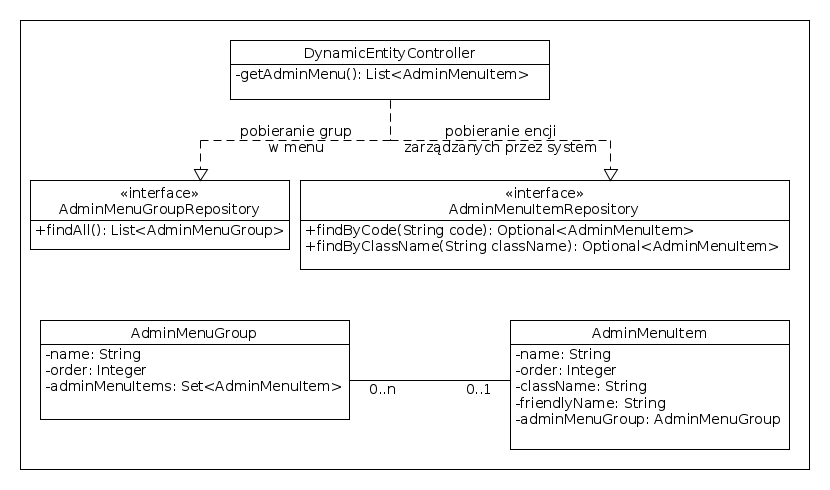 DynamicEntityController
-getAdminMenu(): List<AdminMenuItem>
pobieranie grup
w menu
pobieranie encji
zarządzanych przez system
«interface»
AdminMenuGroupRepository
+findAll(): List<AdminMenuGroup>
«interface»
AdminMenuItemRepository
+findByCode(String code): Optional<AdminMenuItem>
+findByClassName(String className): Optional<AdminMenuItem>
AdminMenuGroup
-name: String
-order: Integer
-adminMenuItems: Set<AdminMenuItem>
0..n
0..1
AdminMenuItem
-name: String
-order: Integer
-className: String
-friendlyName: String
-adminMenuGroup: AdminMenuGroup